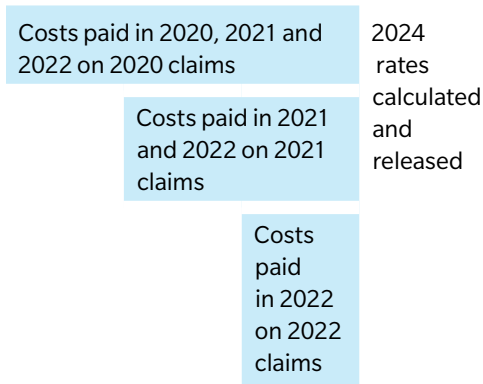 Costs paid in 2020, 2021 and
2022 on 2020 claims
2024
rates
calculated
and
released
Costs paid in 2021
and 2022 on 2021
claims
Costs
paid
in 2022
on 2022
claims